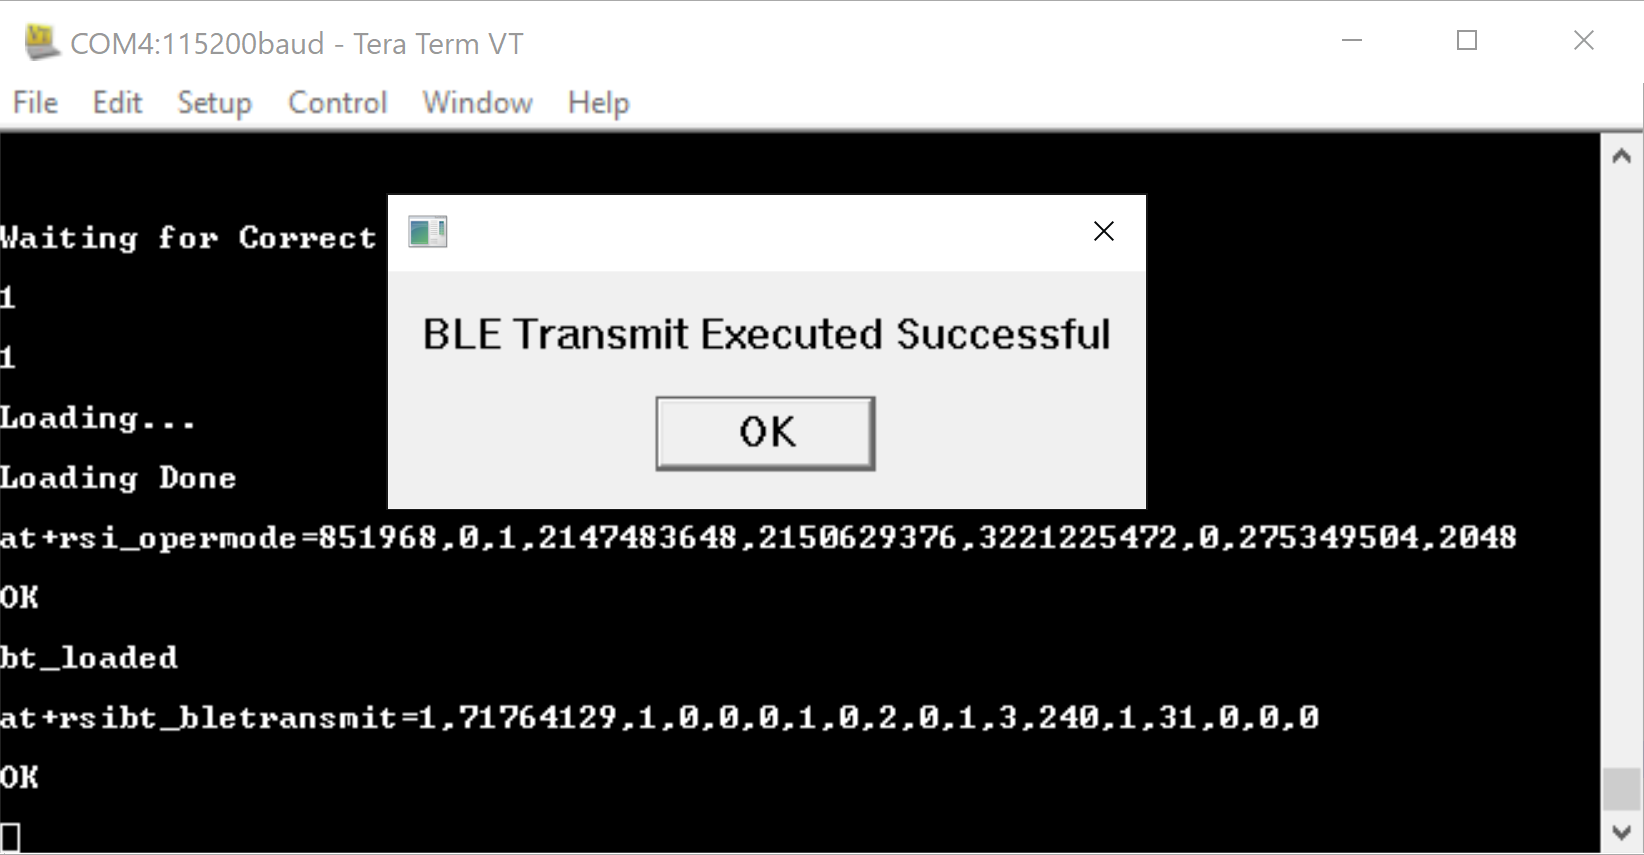 COM4:115200baud - Tera Term VT
File Edit Setup Control Window Help
Waiting for Correct
BLE Transmit Executed Successful
OK
1
1
Loading...
Loading Done
at+rsi_opermode=851968,0,1,2147483648,2150629376,3221225472,0,275349504,2048
OK
bt_loaded
at+rsibt_bletransmit=1,71764129,1,0,0,0,1,0,2,0,1,3,240,1,31,0,0,0
OK